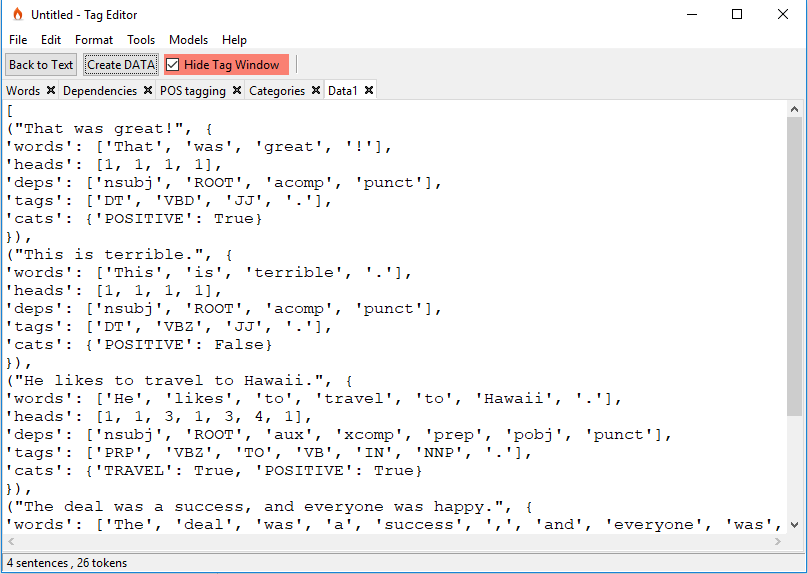 Untitled - Tag Editor
File Edit Format Tools Models Help
Back to Text Create DATA Hide Tag Window
Words Dependencies POS tagging Categories Data1
[
("That was great!", {
'words': ['That', 'was', 'great', '!'],
'heads': [1, 1, 1, 1],
'deps': ['nsubj', 'ROOT', 'acomp', 'punct'],
'tags': ['DT', 'VBD', 'JJ', '.'],
'cats': {'POSITIVE': True}
}),
("This is terrible.", {
'words': ['This', 'is', 'terrible', '.'],
'heads': [1, 1, 1, 1],
'deps': ['nsubj', 'ROOT', 'acomp', 'punct'],
'tags': ['DT', 'VBZ', 'JJ', '.'],
'cats': {'POSITIVE': False}
}),
("He likes to travel to Hawaii.", {
'words': ['He', 'likes', 'to', 'travel', 'to', 'Hawaii', '.'],
'heads': [1, 1, 3, 1, 3, 4, 1],
'deps': ['nsubj', 'ROOT', 'aux', 'xcomp', 'prep', 'pobj', 'punct'],
'tags': ['PRP', 'VBZ', 'TO', 'VB', 'IN', 'NNP', '.'],
'cats': {'TRAVEL': True, 'POSITIVE': True}
}),
("The deal was a success, and everyone was happy.", {
'words': ['The', 'deal', 'was', 'a', 'success', ',', 'and', 'everyone', 'was',
4 sentences , 26 tokens